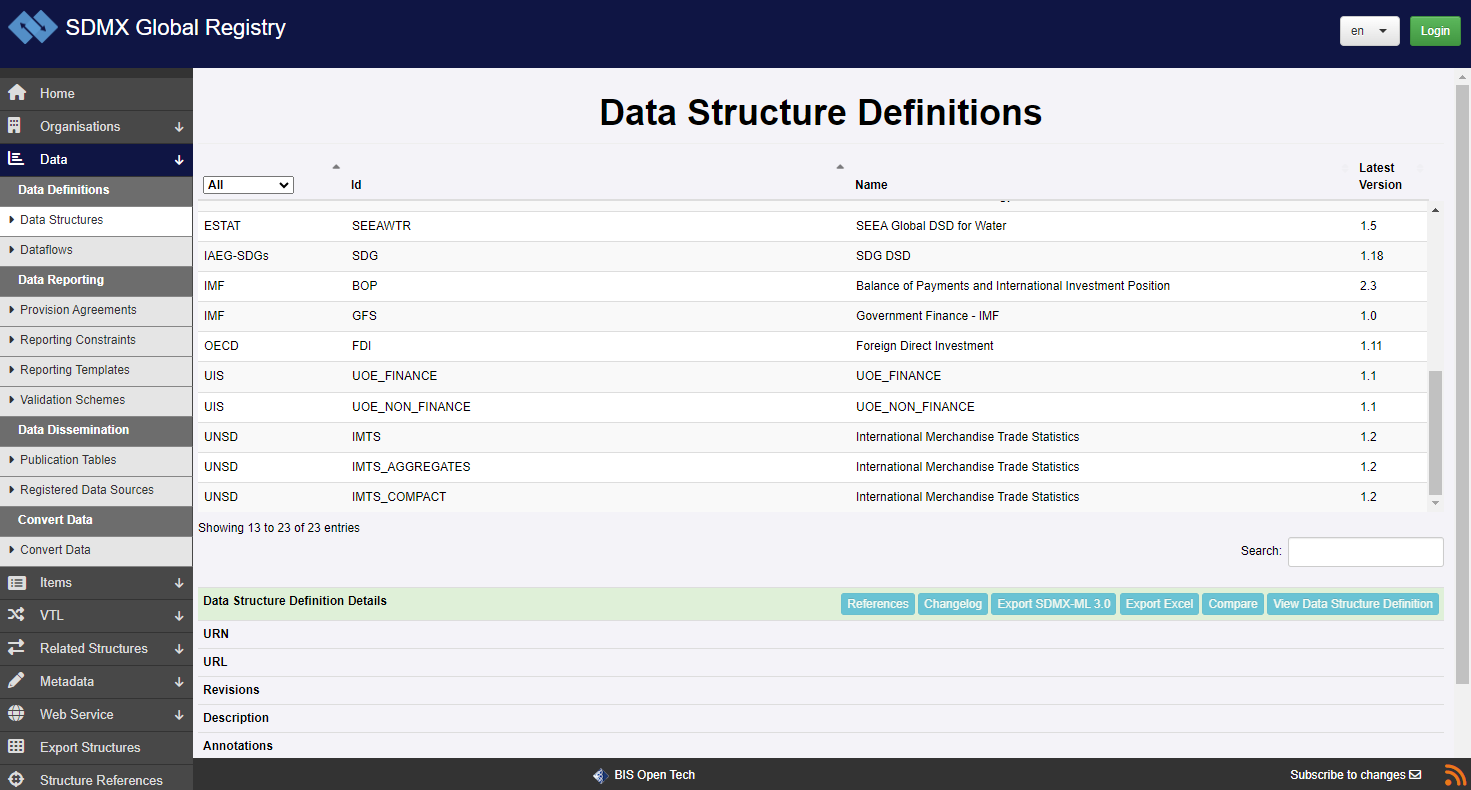 SDMX Global Registry
en
Login
Home
Organisations
Data
Data Definitions
Data Structures
Dataflows
Data Reporting
Provision Agreements
Reporting Constraints
Reporting Templates
Validation Schemes
Data Dissemination
Publication Tables
Registered Data Sources
Convert Data
Convert Data
Items
VTL
Related Structures
Metadata
Web Service
Export Structures
Structure References
Data Structure Definitions
All Id Name Latest Version
ESTAT SEEAWTR SEEA Global DSD for Water 1.5
IAEG-SDGs SDG SDG DSD 1.18
IMF BOP Balance of Payments and International Investment Position 2.3
IMF GFS Government Finance - IMF 1.0
OECD FDI Foreign Direct Investment 1.11
UIS UOE_FINANCE UOE_FINANCE 1.1
UIS UOE_NON_FINANCE UOE_NON_FINANCE 1.1
UNSD IMTS International Merchandise Trade Statistics 1.2
UNSD IMTS_AGGREGATES International Merchandise Trade Statistics 1.2
UNSD IMTS_COMPACT International Merchandise Trade Statistics 1.2
Showing 13 to 23 of 23 entries
Search:
Data Structure Definition Details References Changelog Export SDMX-ML 3.0 Export Excel Compare View Data Structure Definition
URN
URL
Revisions
Description
Annotations
BIS Open Tech
Subscribe to changes